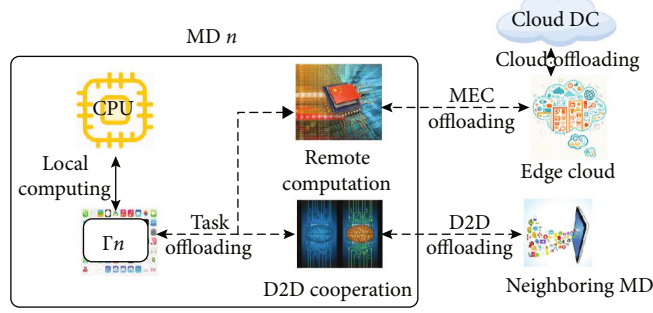 Cloud DC
MD n
Cloud offloading
CPU
MEC
offloading
Local
computing
Remote
computation
Edge cloud
Γn
Task
offloading
D2D
offloading
D2D cooperation
Neighboring MD